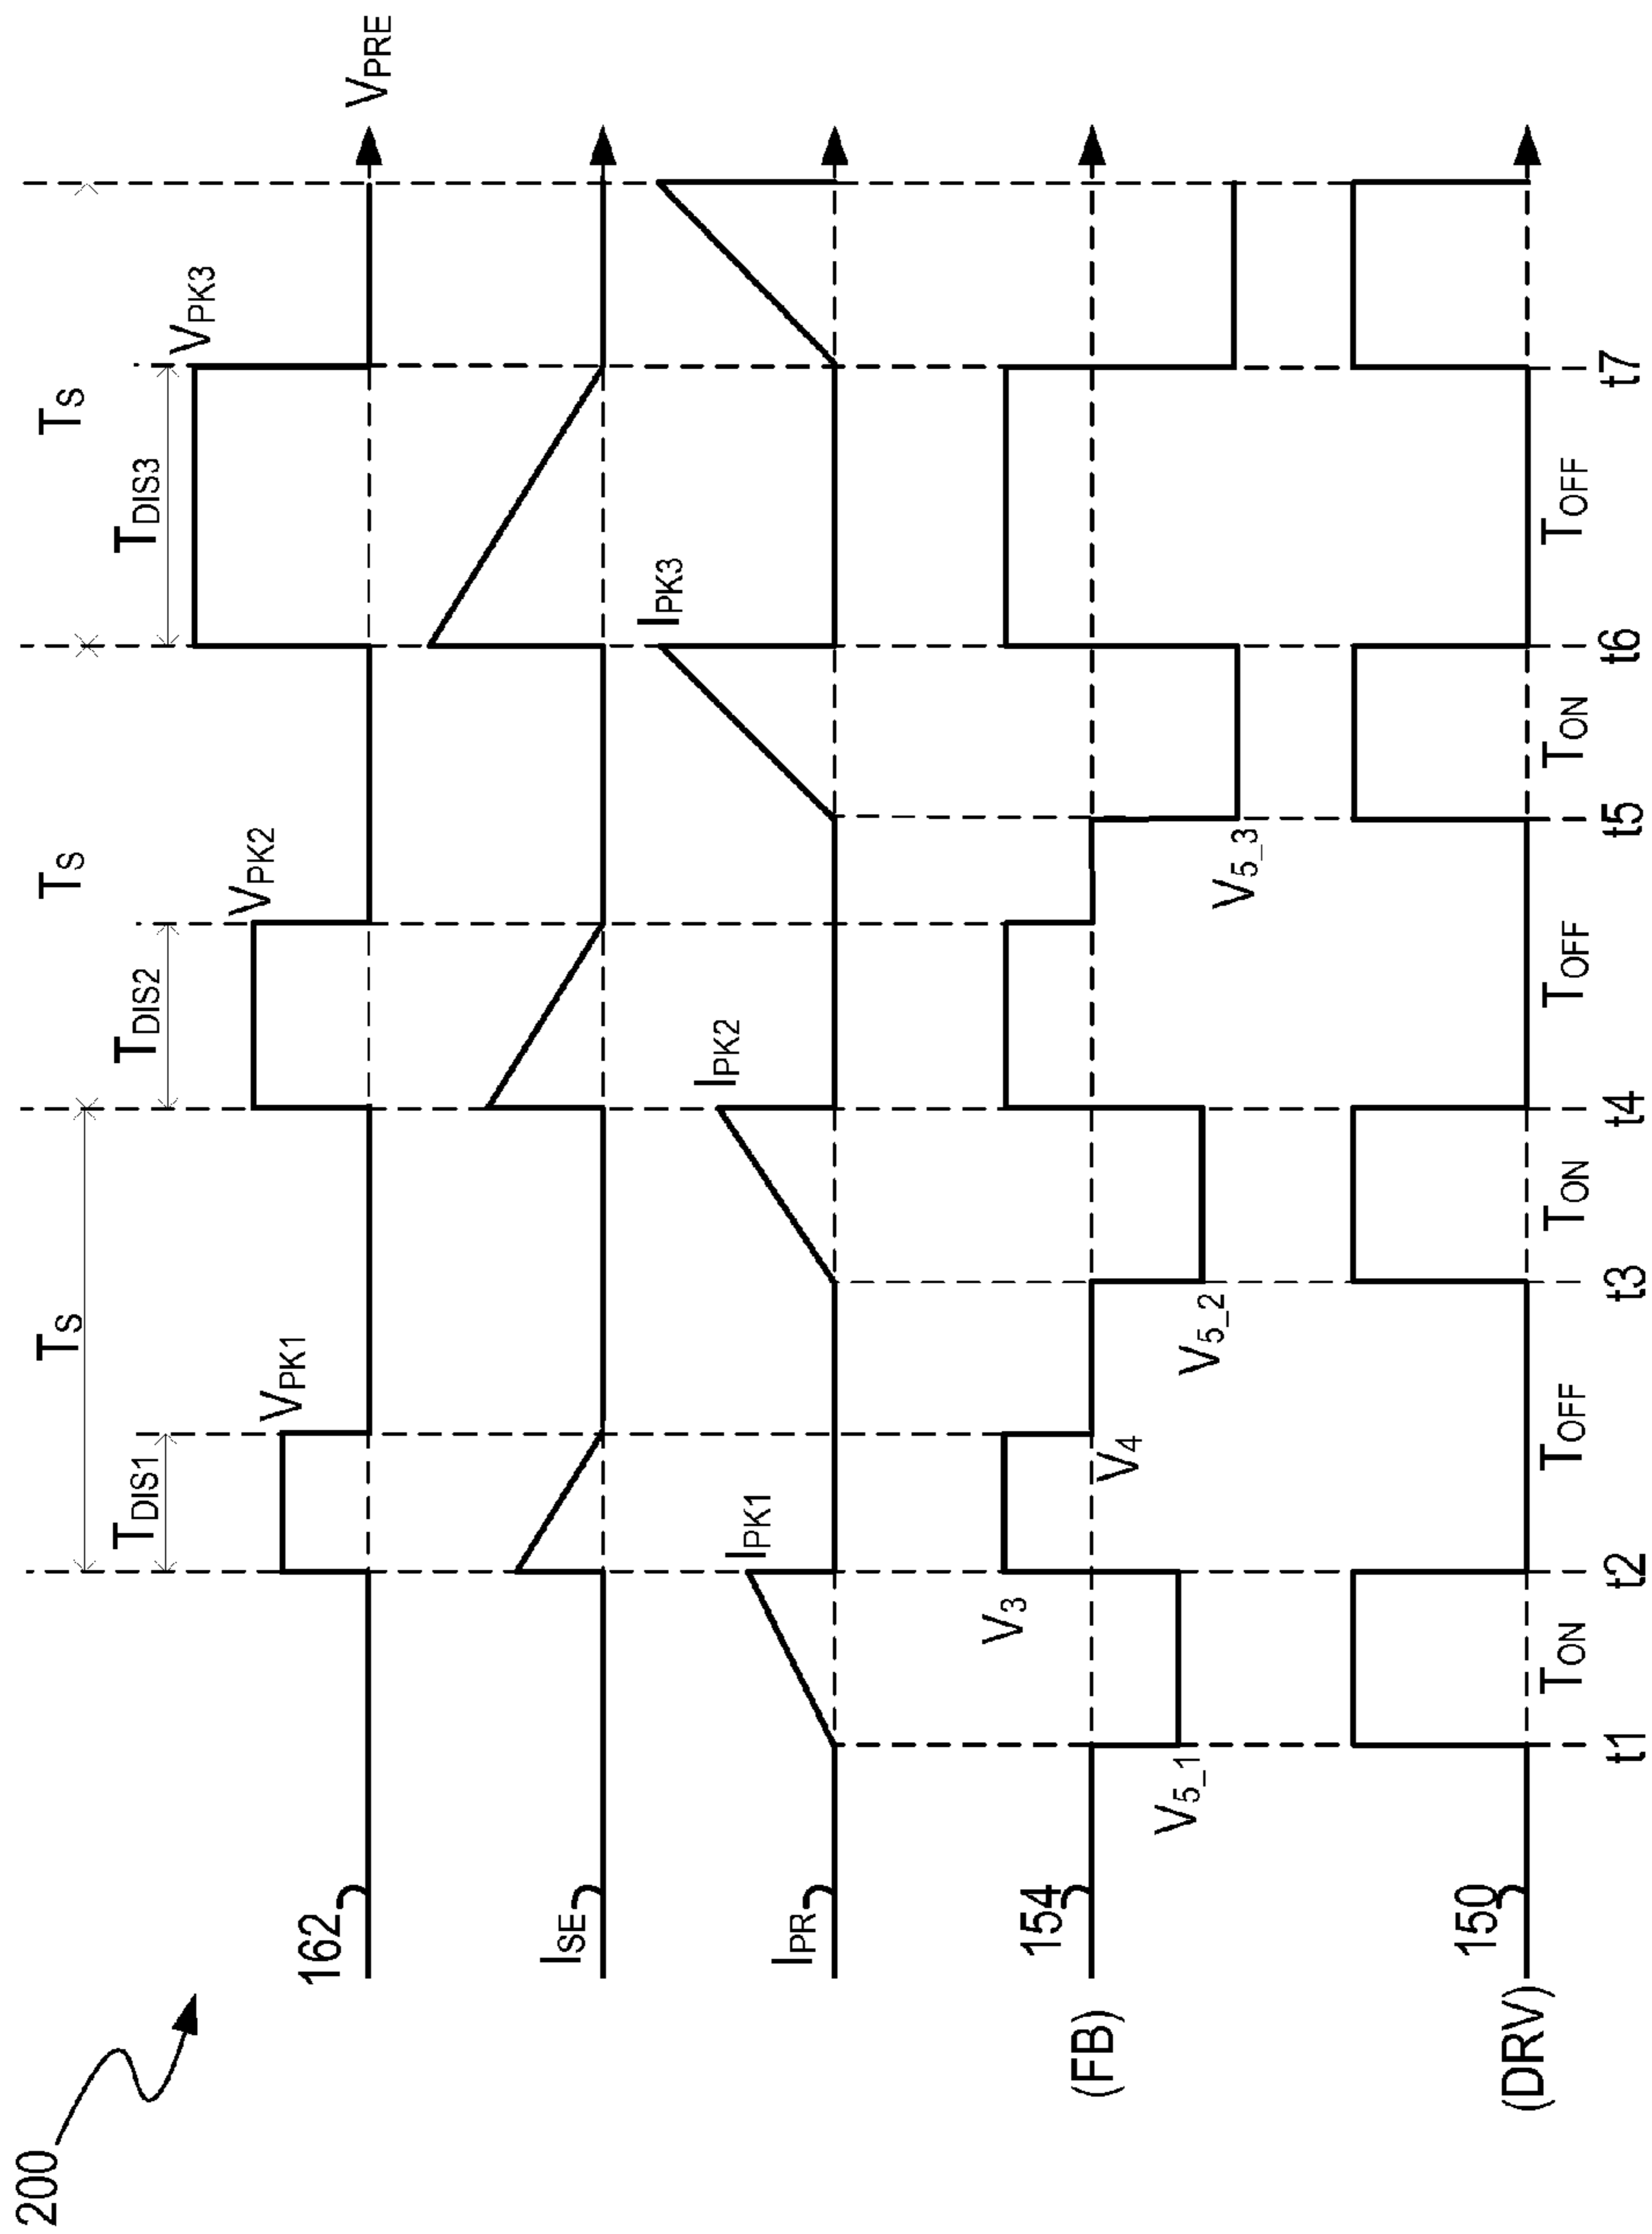 200
T_S T_S T_S
T_DIS1 T_DIS2 T_DIS3
V_PK1 V_PK2 V_PK3
162 V_PRE
I_SE
I_PK1 I_PK2 I_PK3
I_PR
V_3
154
(FB)
V_4
V_5_1 V_5_2 V_5_3
150
(DRV)
T_ON T_OFF T_ON T_OFF T_ON T_OFF
t1 t2 t3 t4 t5 t6 t7